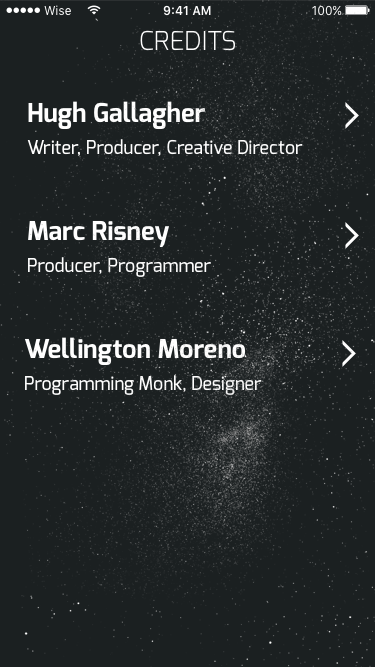 Wise 9:41 AM 100%
CREDITS
Hugh Gallagher
Writer, Producer, Creative Director
Marc Risney
Producer, Programmer
Wellington Moreno
Programming Monk, Designer